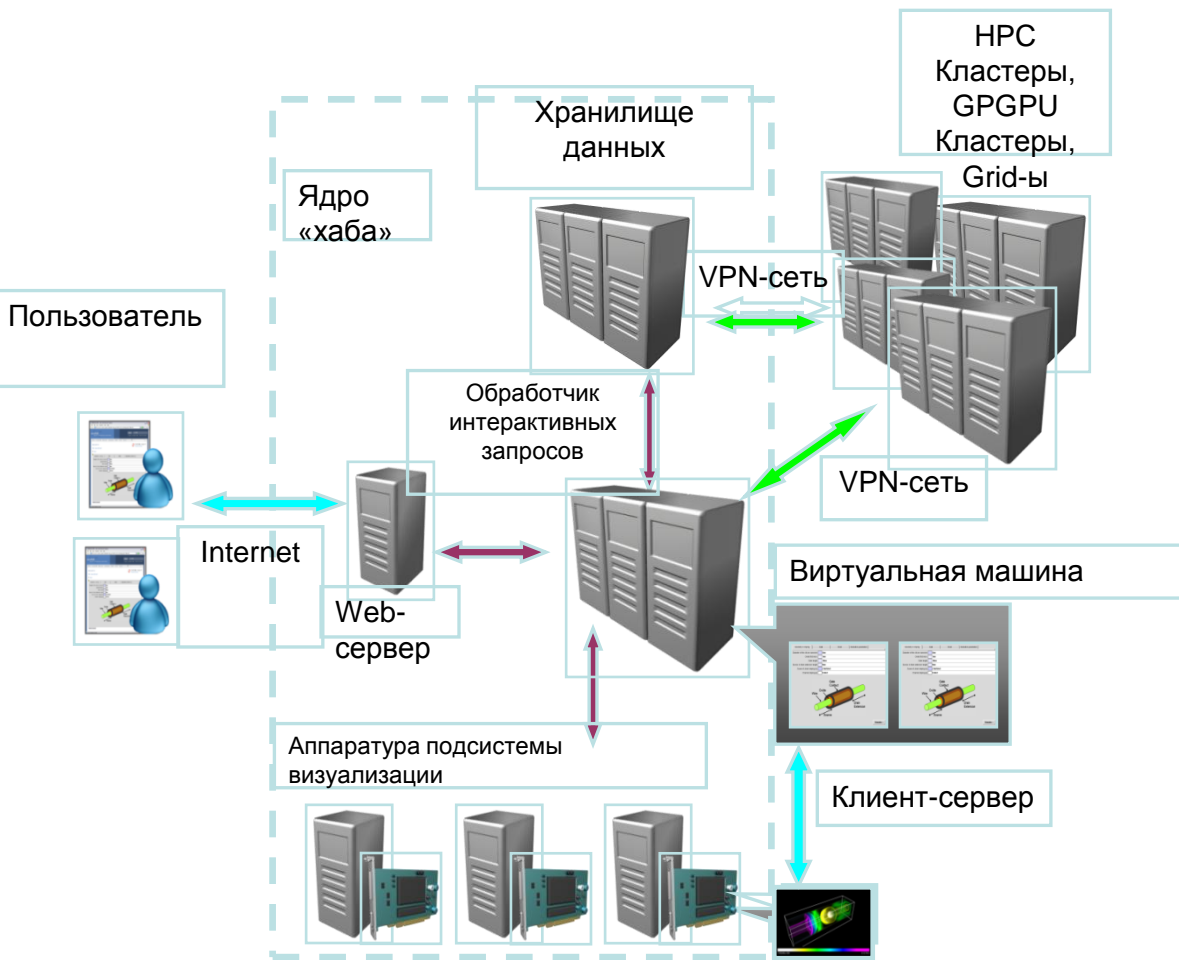 HPC
Кластеры,
GPGPU
Кластеры,
Grid-ы
Хранилище
данных
Ядро
«хаба»
VPN-сеть
Пользователь
Обработчик
интерактивных
запросов
VPN-сеть
Internet
Web-
сервер
Виртуальная машина
Аппаратура подсистемы
визуализации
Клиент-сервер